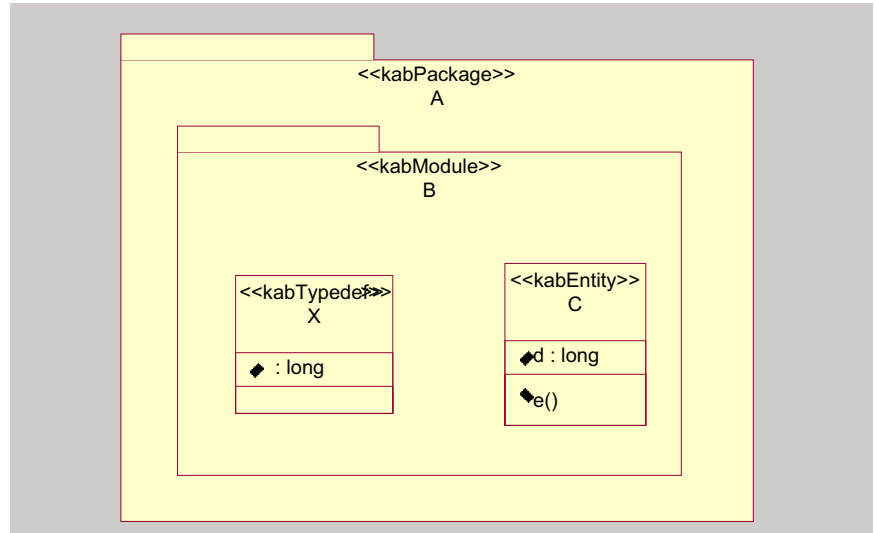 <<kabPackage>>
A
<<kabModule>>
B
<<kabTypedef>>
X
: long
<<kabEntity>>
C
d : long
e()